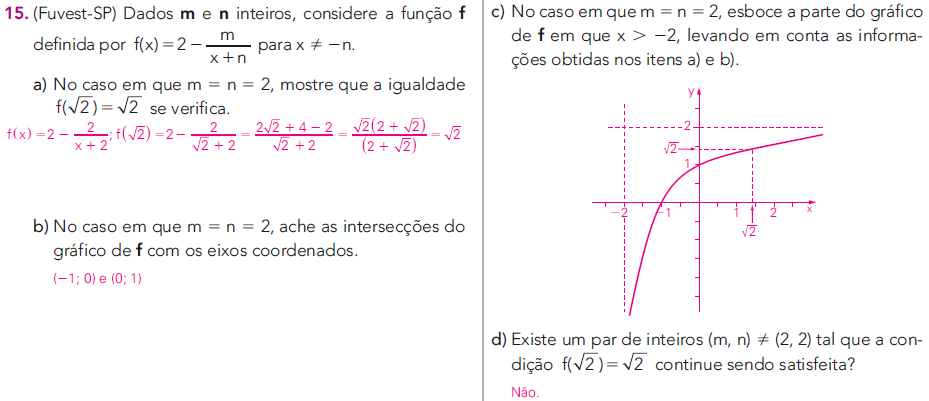 15. (Fuvest-SP) Dados m e n inteiros, considere a função f
definida por f(x) = 2 − m/(x + n) para x ≠ −n.
a) No caso em que m = n = 2, mostre que a igualdade
f(√2) = √2 se verifica.
f(x) = 2 − 2/(x + 2); f(√2) = 2 − 2/(√2 + 2) = (2√2 + 4 − 2)/(√2 + 2) = √2(2 + √2)/(2 + √2) = √2
b) No caso em que m = n = 2, ache as intersecções do
gráfico de f com os eixos coordenados.
(−1; 0) e (0; 1)
c) No caso em que m = n = 2, esboce a parte do gráfico
de f em que x > −2, levando em conta as informa-
ções obtidas nos itens a) e b).
y
2
√2
1
−2 −1 1 2 x
√2
d) Existe um par de inteiros (m, n) ≠ (2, 2) tal que a con-
dição f(√2) = √2 continue sendo satisfeita?
Não.